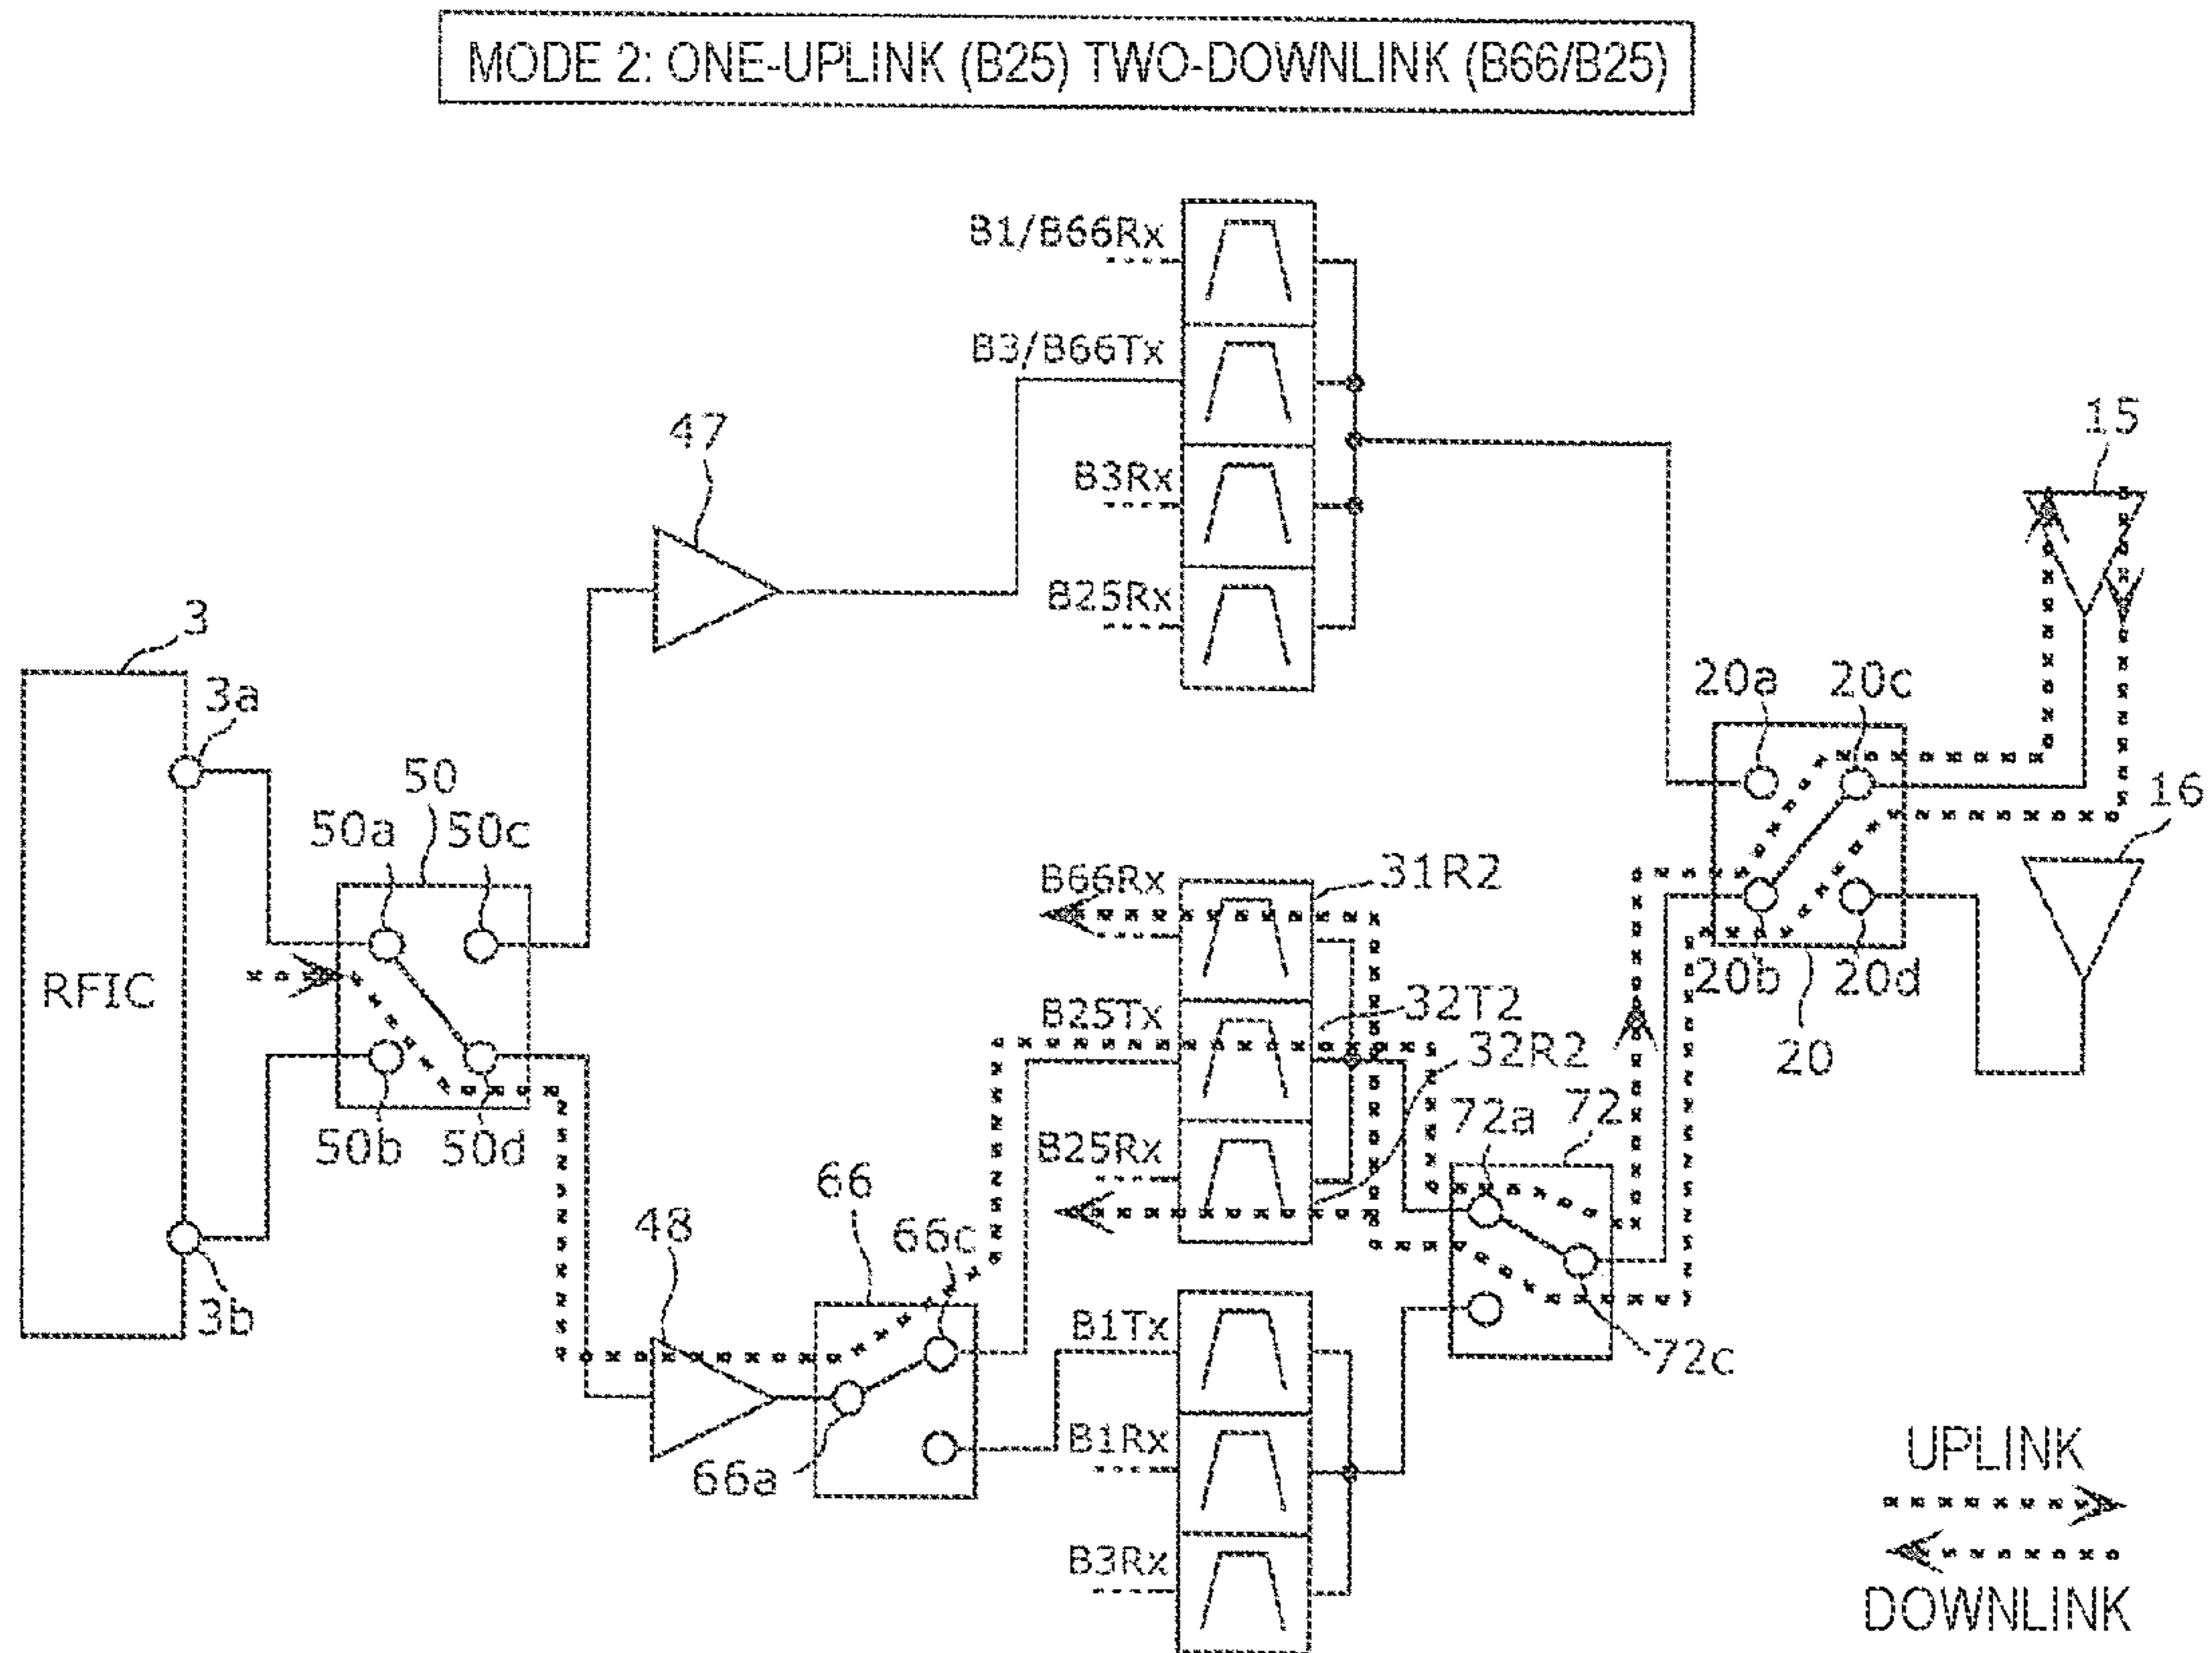 MODE 2: ONE-UPLINK (B25) TWO-DOWNLINK (B66/B25)
B1/B66Rx
B3/B66Tx
47
15
B3Rx
B25Rx
3
3a
20a
20c
50
16
50a
50c
B66Rx
31R2
RFIC
20b
20d
B25Tx
32T2
32R2
20
72a
72
50b
50d
B25Rx
66
48
66c
3b
B1Tx
72c
B1Rx
66a
UPLINK
B3Rx
DOWNLINK